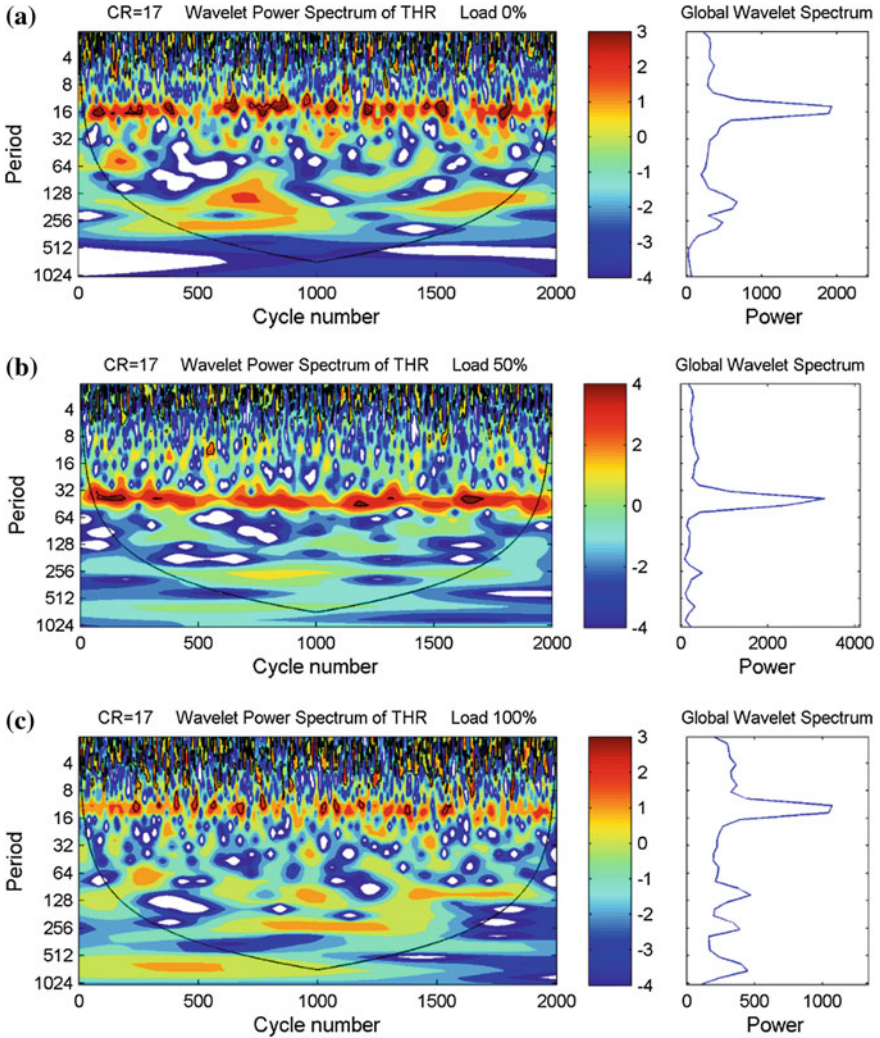 (a) CR=17 Wavelet Power Spectrum of THR Load 0% Global Wavelet Spectrum
Period
4
8
16
32
64
128
256
512
1024
0 500 1000 1500 2000
Cycle number
3
2
1
0
-1
-2
-3
-4
0 1000 2000
Power
(b) CR=17 Wavelet Power Spectrum of THR Load 50% Global Wavelet Spectrum
Period
4
8
16
32
64
128
256
512
1024
0 500 1000 1500 2000
Cycle number
4
2
0
-2
-4
0 2000 4000
Power
(c) CR=17 Wavelet Power Spectrum of THR Load 100% Global Wavelet Spectrum
Period
4
8
16
32
64
128
256
512
1024
0 500 1000 1500 2000
Cycle number
3
2
1
0
-1
-2
-3
-4
0 500 1000
Power